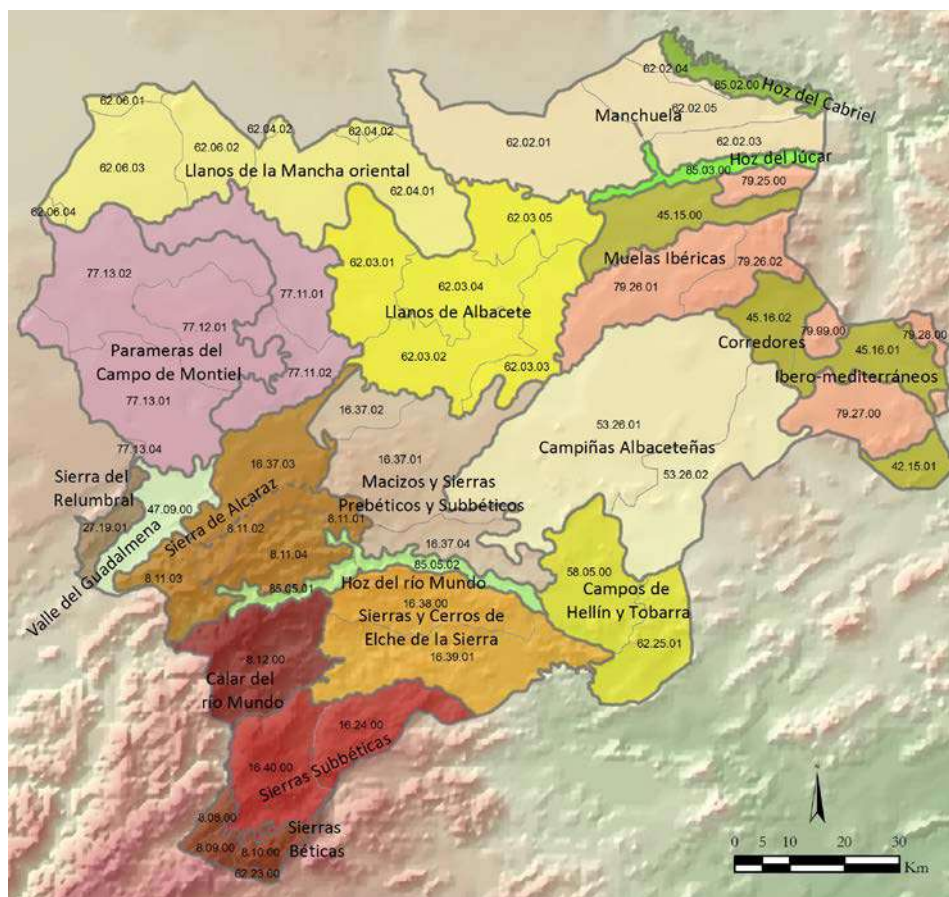 62.02.04
85.02.00
Hoz del Cabriel
62.06.01
62.02.05
Manchuela
62.04.02
62.04.02
62.06.02
62.02.01
62.02.03
62.06.03
Llanos de la Mancha oriental
Hoz del Júcar
85.03.00
79.25.00
62.04.01
62.06.04
62.03.05
45.15.00
77.13.02
62.03.01
Muelas Ibéricas
79.26.02
77.11.01
62.03.04
79.26.01
Llanos de Albacete
45.16.02
77.12.01
79.99.00
79.28.00
Parameras del
Campo de Montiel
77.11.02
62.03.02
62.03.03
Corredores
45.16.01
Ibero-mediterráneos
77.13.01
16.37.02
79.27.00
53.26.01
77.13.04
16.37.03
16.37.01
Campiñas Albaceteñas
42.15.01
Sierra del
Relumbral
Macizos y Sierras
Prebéticos y Subbéticos
53.26.02
47.09.00
27.19.01
Sierra de Alcaraz
8.11.02
8.11.01
16.37.04
8.11.04
85.05.02
Valle del Guadalmena
8.11.03
85.05.01
Hoz del río Mundo
58.05.00
Campos de
Hellín y Tobarra
16.38.00
Sierras y Cerros de
Elche de la Sierra
62.25.01
8.12.00
16.39.01
Calar del
río Mundo
16.24.00
16.40.00
Sierras Subbéticas
8.08.00
8.09.00
8.10.00
Sierras
Béticas
62.23.00
0 5 10 20 30
Km